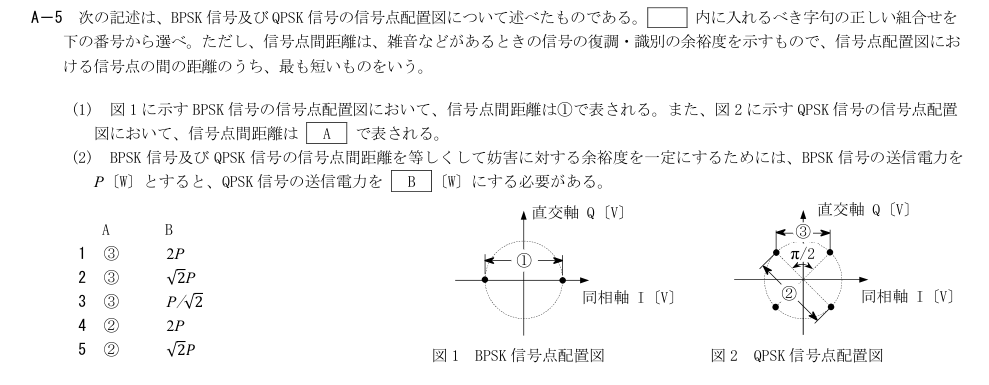 A－5　次の記述は、BPSK 信号及び QPSK 信号の信号点配置図について述べたものである。　　　内に入れるべき字句の正しい組合せを
下の番号から選べ。ただし、信号点間距離は、雑音などがあるときの信号の復調・識別の余裕度を示すもので、信号点配置図にお
ける信号点の間の距離のうち、最も短いものをいう。
(1)　図 1 に示す BPSK 信号の信号点配置図において、信号点間距離は①で表される。また、図 2 に示す QPSK 信号の信号点配置
図において、信号点間距離は A で表される。
(2)　BPSK 信号及び QPSK 信号の信号点間距離を等しくして妨害に対する余裕度を一定にするためには、BPSK 信号の送信電力を
P〔W〕とすると、QPSK 信号の送信電力を B〔W〕にする必要がある。
A　B
1　③　2P
2　③　√2P
3　③　P/√2
4　②　2P
5　②　√2P
直交軸 Q〔V〕
①
同相軸 I〔V〕
図 1　BPSK 信号点配置図
直交軸 Q〔V〕
③
π/2
②
同相軸 I〔V〕
図 2　QPSK 信号点配置図